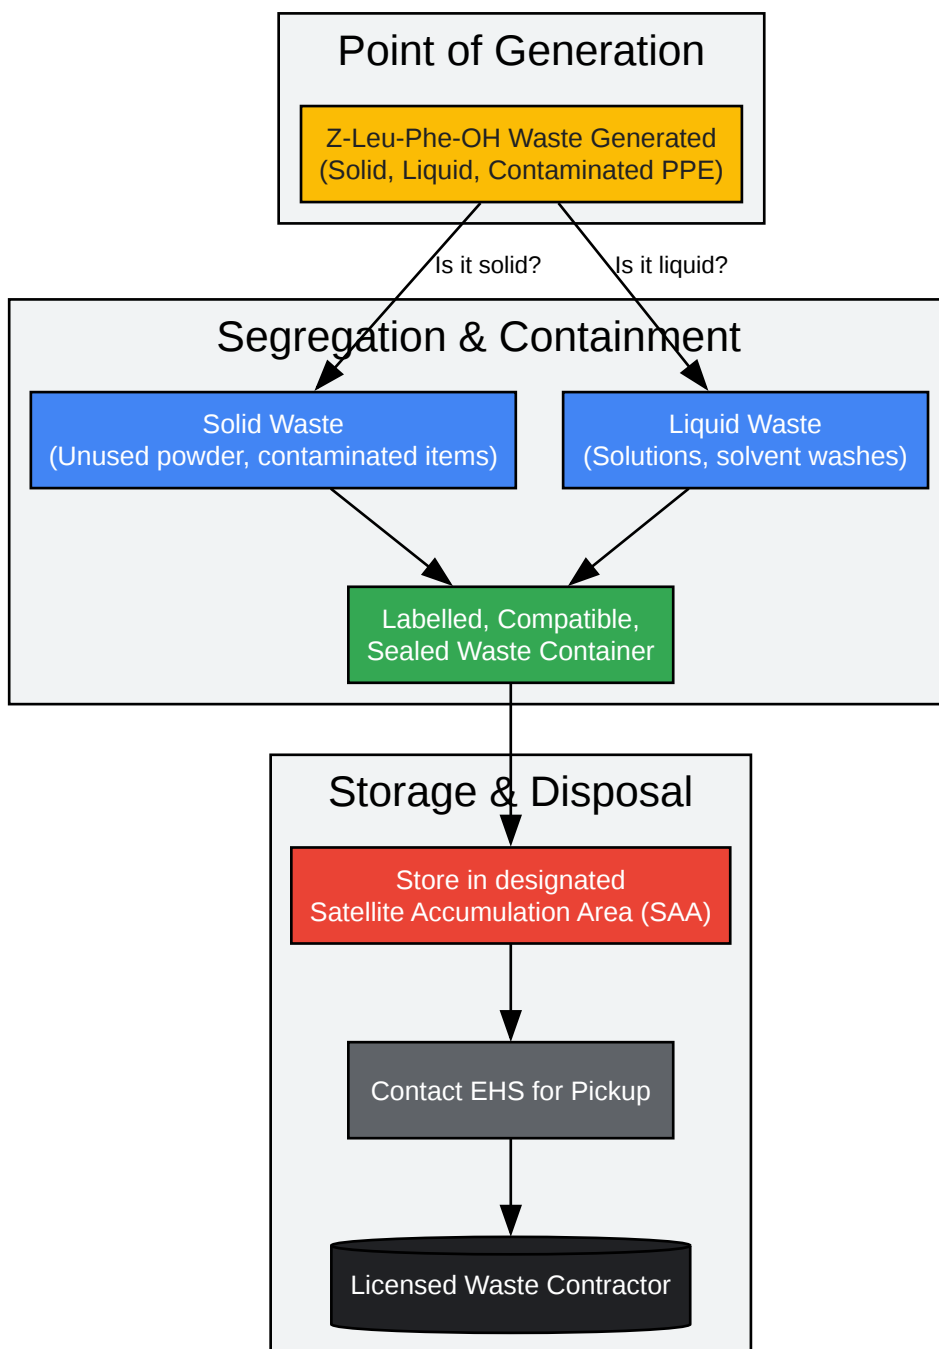 Point of Generation
Z-Leu-Phe-OH Waste Generated
(Solid, Liquid, Contaminated PPE)
Is it solid?
Is it liquid?
Segregation & Containment
Solid Waste
(Unused powder, contaminated items)
Liquid Waste
(Solutions, solvent washes)
Labelled, Compatible,
Sealed Waste Container
Storage & Disposal
Store in designated
Satellite Accumulation Area (SAA)
Contact EHS for Pickup
Licensed Waste Contractor